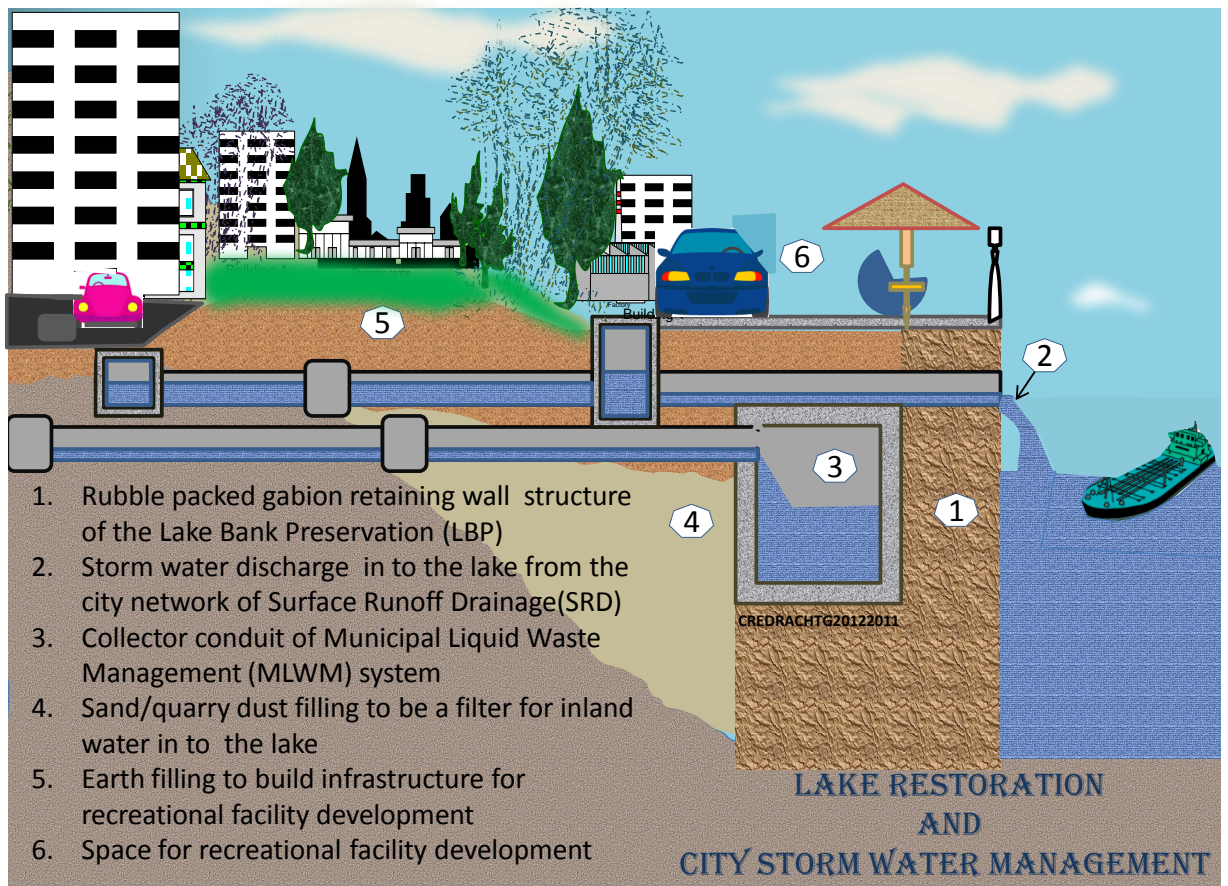 Factory
Building
6
5
2
3
1
4
CREDRACHTG20122011
1. Rubble packed gabion retaining wall structure
of the Lake Bank Preservation (LBP)
2. Storm water discharge in to the lake from the
city network of Surface Runoff Drainage(SRD)
3. Collector conduit of Municipal Liquid Waste
Management (MLWM) system
4. Sand/quarry dust filling to be a filter for inland
water in to the lake
5. Earth filling to build infrastructure for
recreational facility development
6. Space for recreational facility development
LAKE RESTORATION
AND
CITY STORM WATER MANAGEMENT